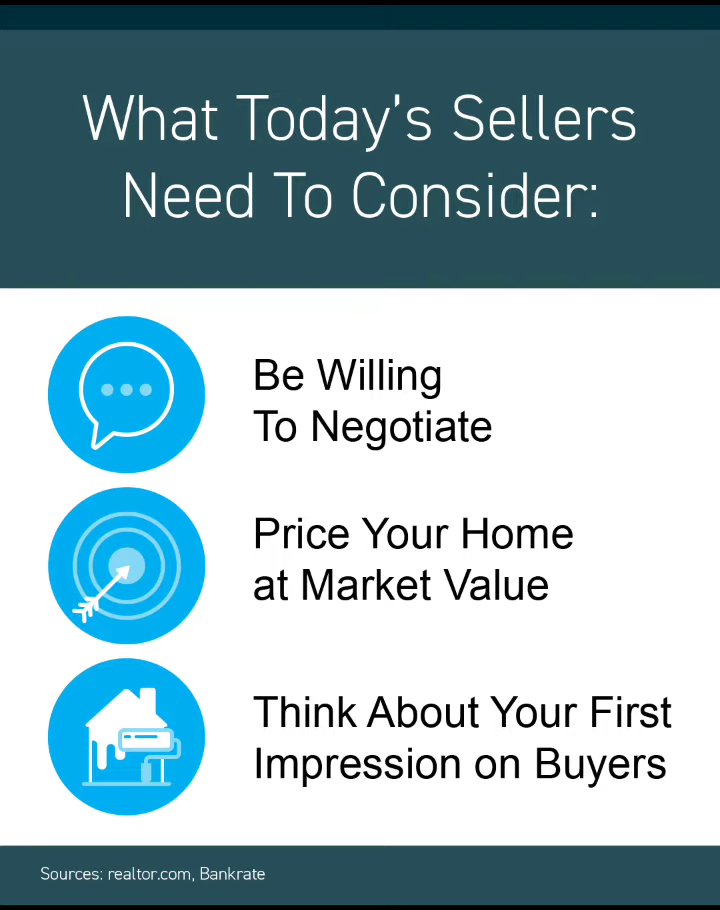 What Today’s Sellers
Need To Consider:
Be Willing
To Negotiate
Price Your Home
at Market Value
Think About Your First
Impression on Buyers
Sources: realtor.com, Bankrate